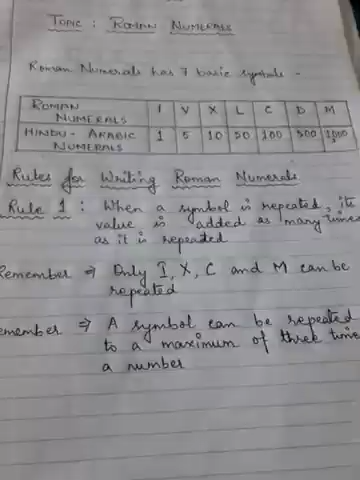 TOPIC : ROMAN NUMERALS
Roman Numerals has 7 basic symbols -
ROMAN NUMERALS I V X L C D M
HINDU - ARABIC NUMERALS 1 5 10 50 100 500 1000
Rules for Writing Roman Numerals
Rule 1 : When a symbol is repeated, its
value is added as many times
as it is repeated
Remember ⇒ Only I, X, C and M can be
repeated
emember ⇒ A symbol can be repeated
to a maximum of three time
a number